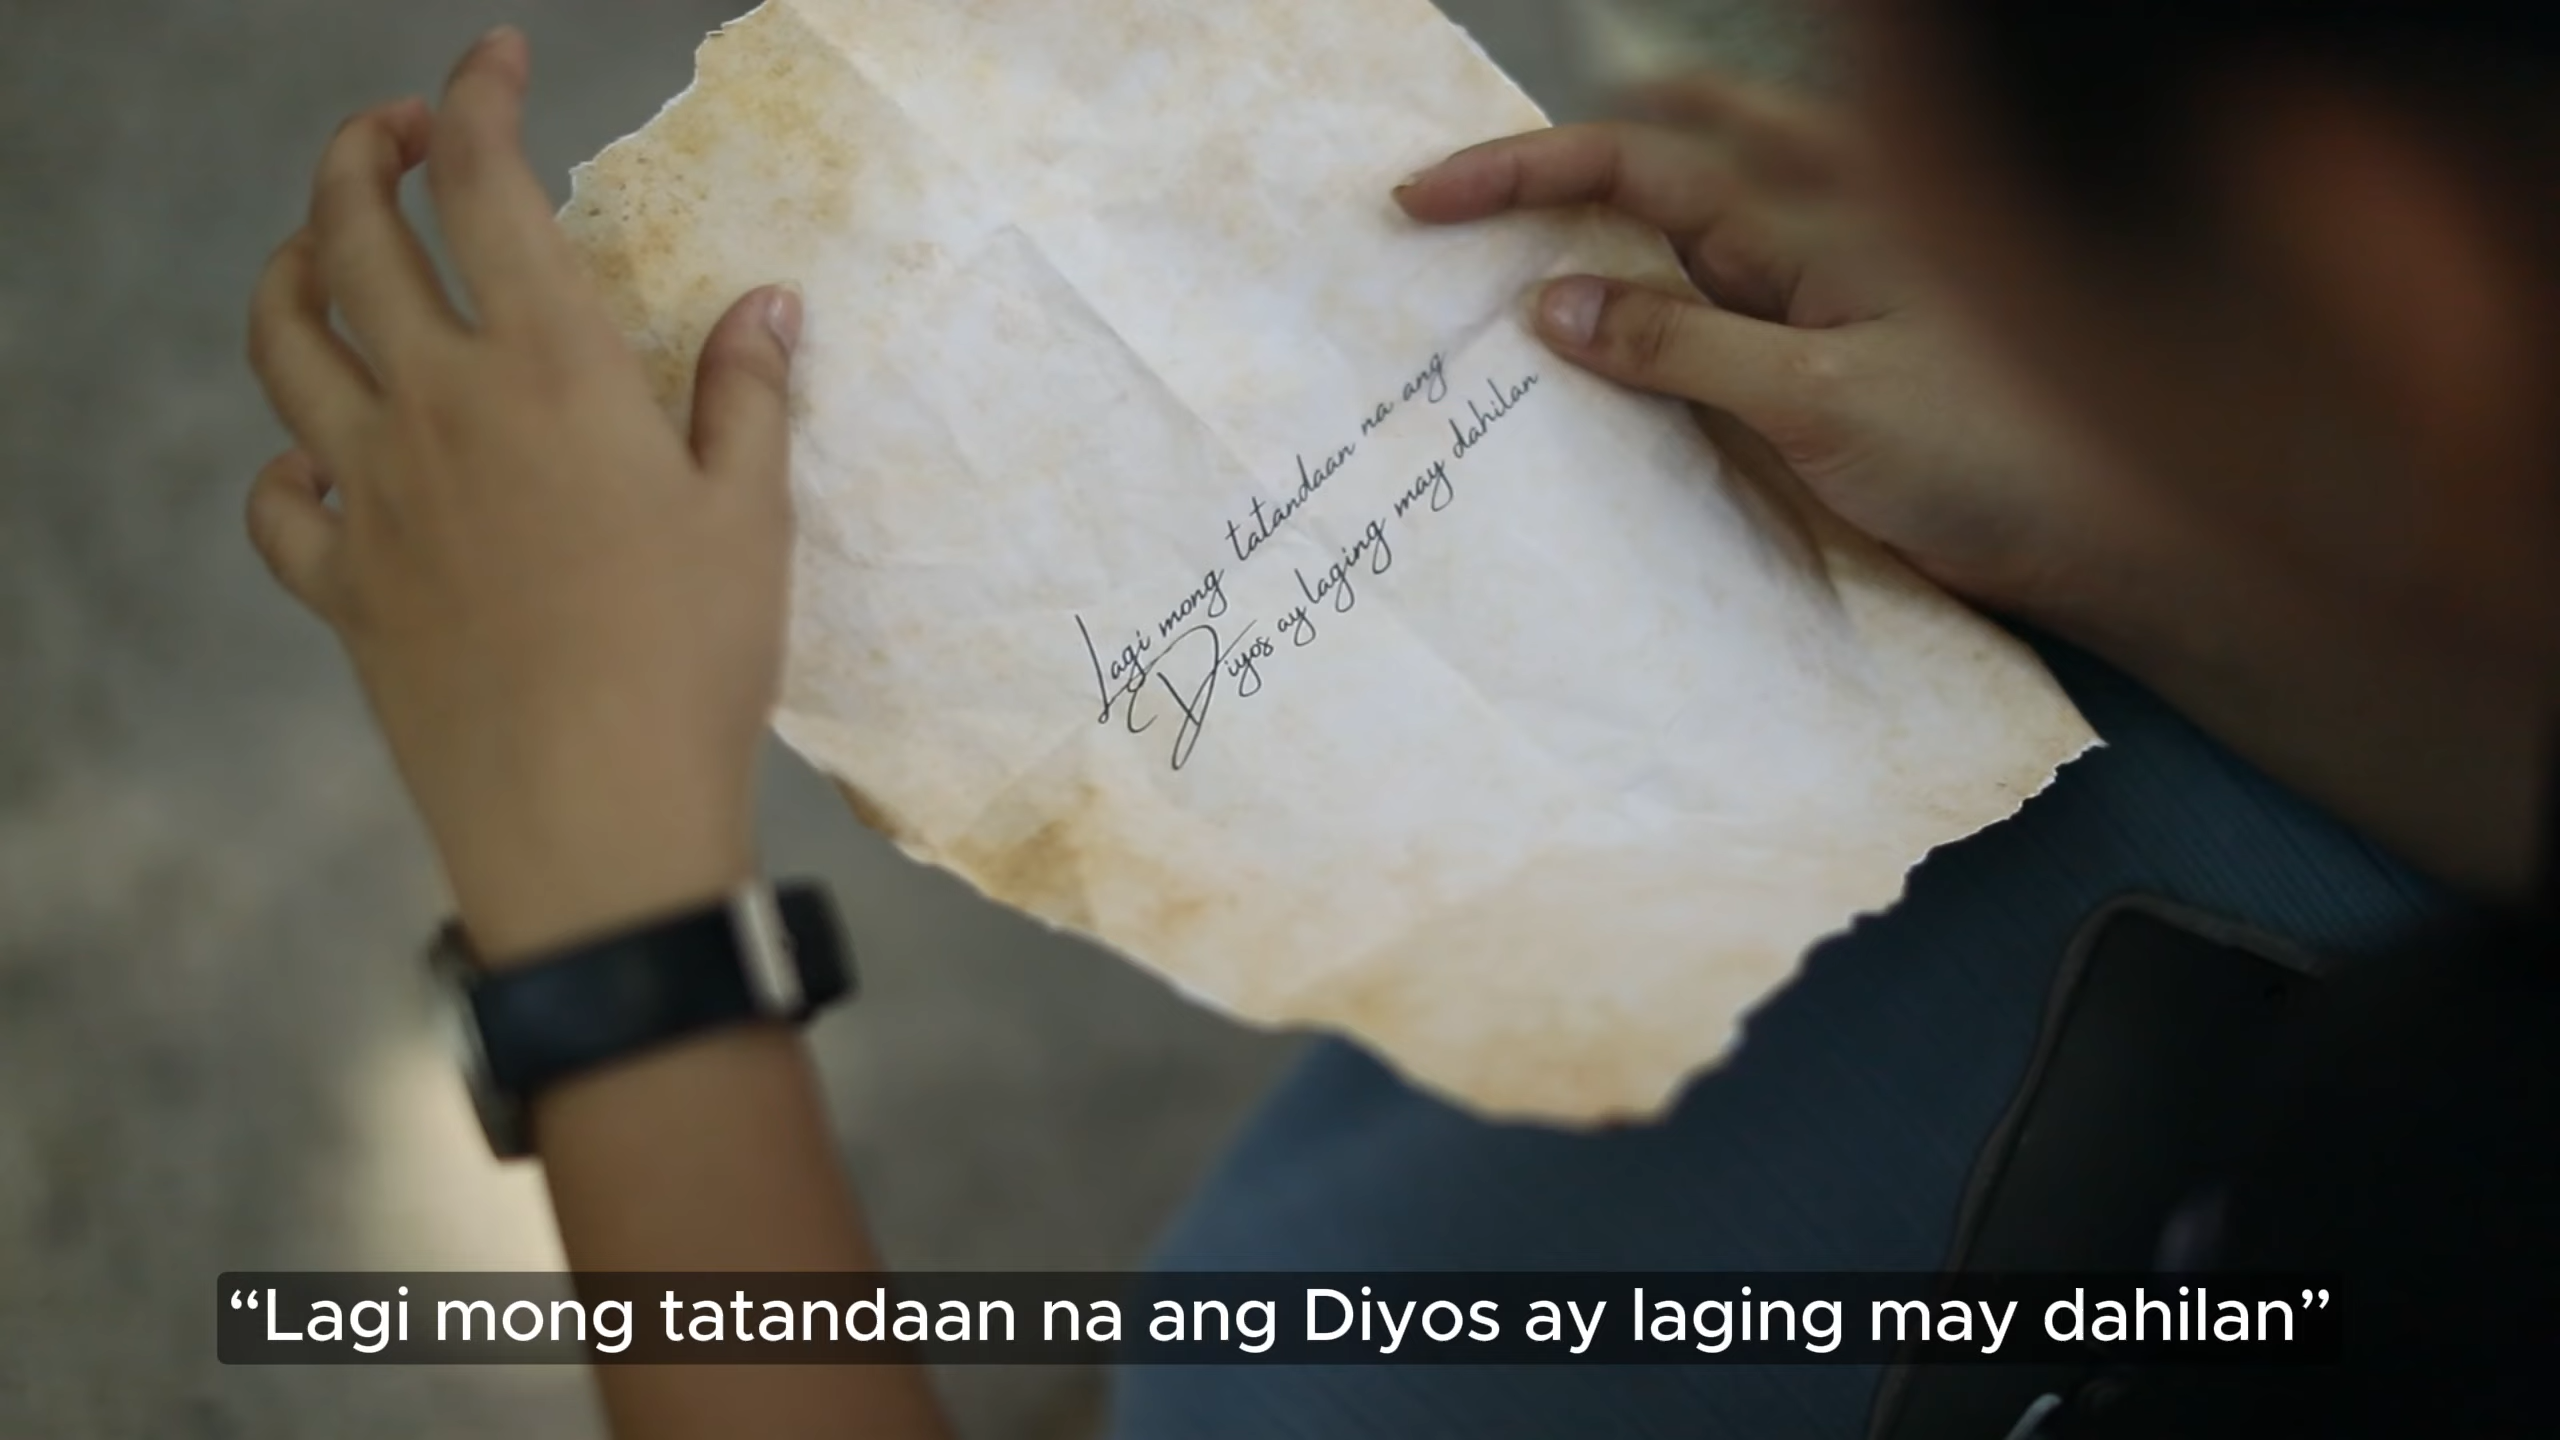 Lagi mong tatandaan na ang
Diyos ay laging may dahilan
“Lagi mong tatandaan na ang Diyos ay laging may dahilan”